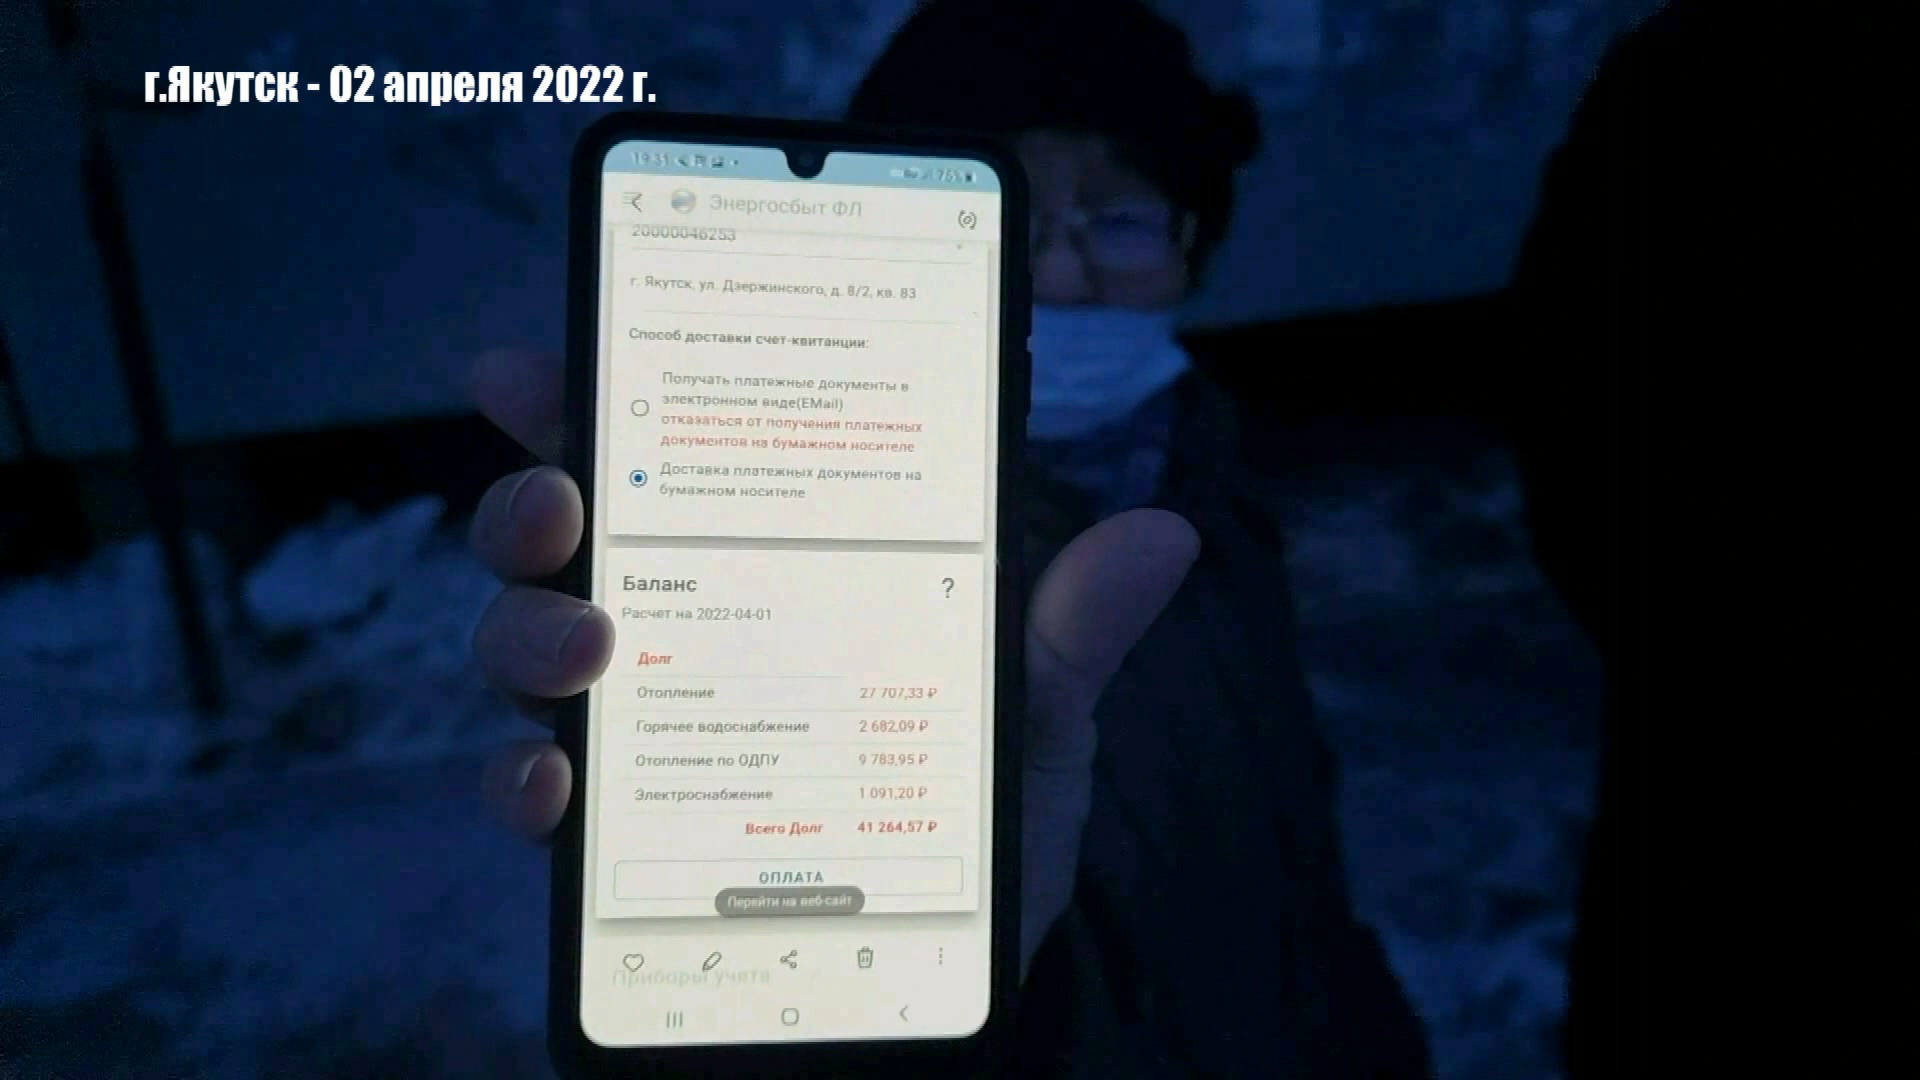 г.Якутск - 02 апреля 2022 г.
19:31
75%
Энергосбыт ФЛ
20000046253
г. Якутск, ул. Дзержинского, д. 8/2, кв. 83
Способ доставки счет-квитанции:
Получать платежные документы в
электронном виде(EMail)
отказаться от получения платежных
документов на бумажном носителе
Доставка платежных документов на
бумажном носителе
Баланс
?
Расчет на 2022-04-01
Долг
Отопление 27 707,33 ₽
Горячее водоснабжение 2 682,09 ₽
Отопление по ОДПУ 9 783,95 ₽
Электроснабжение 1 091,20 ₽
Всего Долг 41 264,57 ₽
ОПЛАТА
Перейти на веб-сайт
Приборы учета